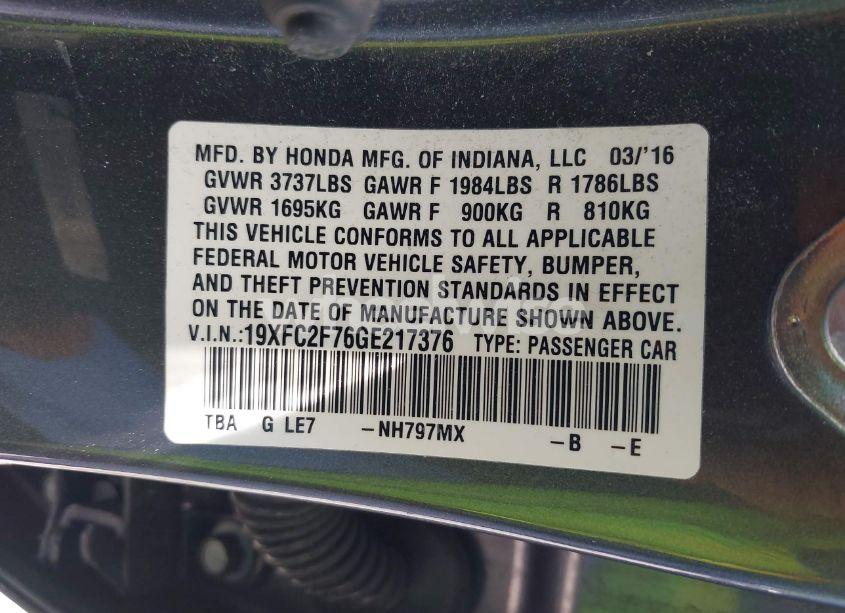 MFD. BY HONDA MFG. OF INDIANA, LLC 03/'16
GVWR 3737LBS GAWR F 1984LBS R 1786LBS
GVWR 1695KG GAWR F 900KG R 810KG
THIS VEHICLE CONFORMS TO ALL APPLICABLE
FEDERAL MOTOR VEHICLE SAFETY, BUMPER,
AND THEFT PREVENTION STANDARDS IN EFFECT
ON THE DATE OF MANUFACTURE SHOWN ABOVE.
V.I.N.:19XFC2F76GE217376 TYPE: PASSENGER CAR
TBA G LE7 -NH797MX -B -E